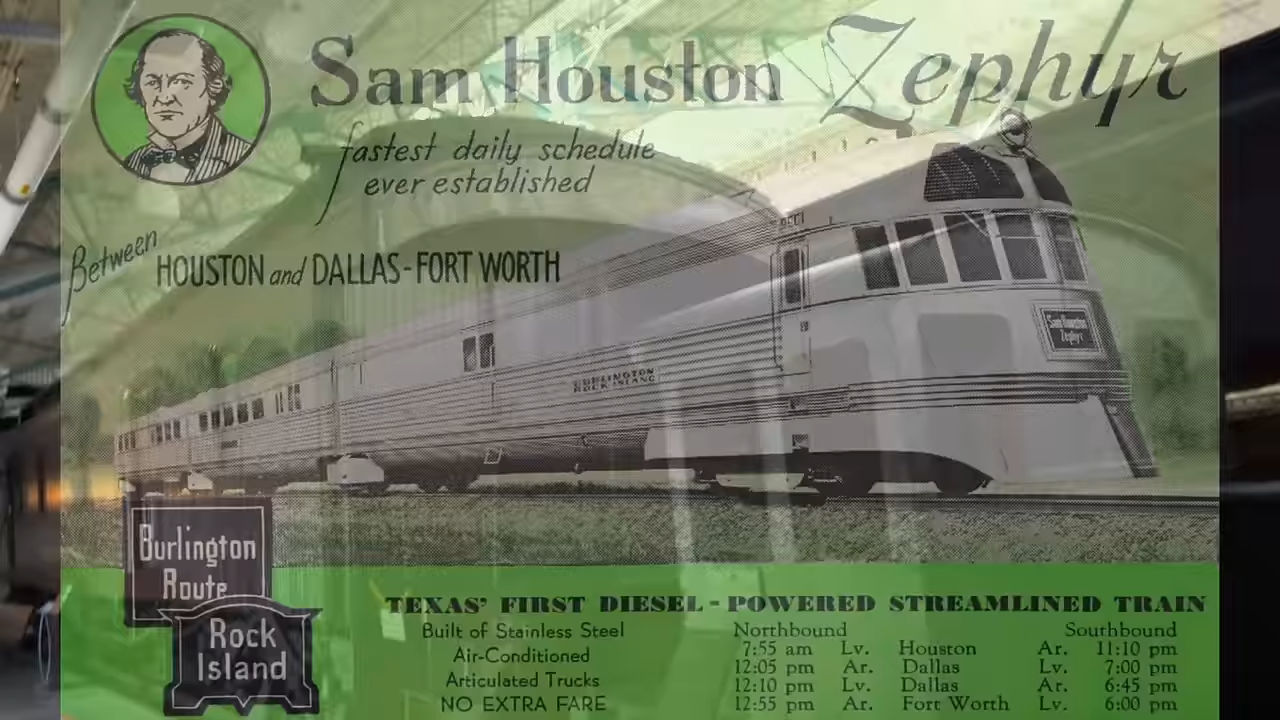 Sam Houston Zephyr
fastest daily schedule
ever established
Between HOUSTON and DALLAS-FORT WORTH
Sam Houston
Zephyr
BURLINGTON
ROCK ISLAND
Burlington
Route
Rock
Island
TEXAS' FIRST DIESEL-POWERED STREAMLINED TRAIN
Built of Stainless Steel
Air-Conditioned
Articulated Trucks
NO EXTRA FARE
Northbound Southbound
7:55 am Lv. Houston Ar. 11:10 pm
12:05 pm Ar. Dallas Lv. 7:00 pm
12:10 pm Lv. Dallas Ar. 6:45 pm
12:55 pm Ar. Fort Worth Lv. 6:00 pm